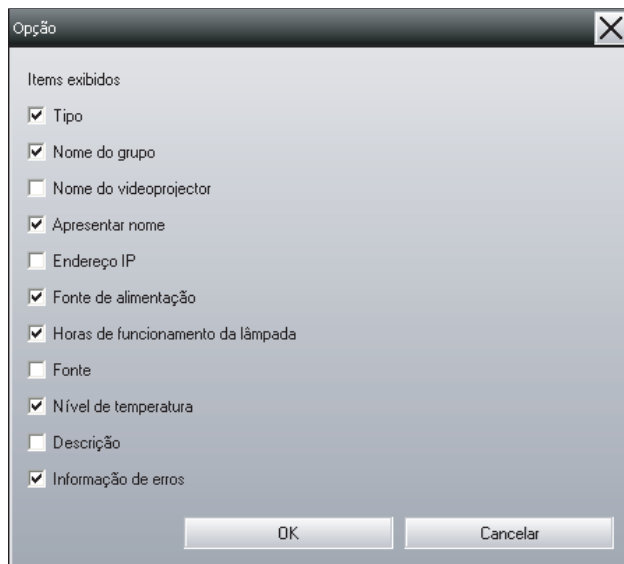 Opção
Items exibidos
Tipo
Nome do grupo
Nome do videoprojector
Apresentar nome
Endereço IP
Fonte de alimentação
Horas de funcionamento da lâmpada
Fonte
Nível de temperatura
Descrição
Informação de erros
OK Cancelar